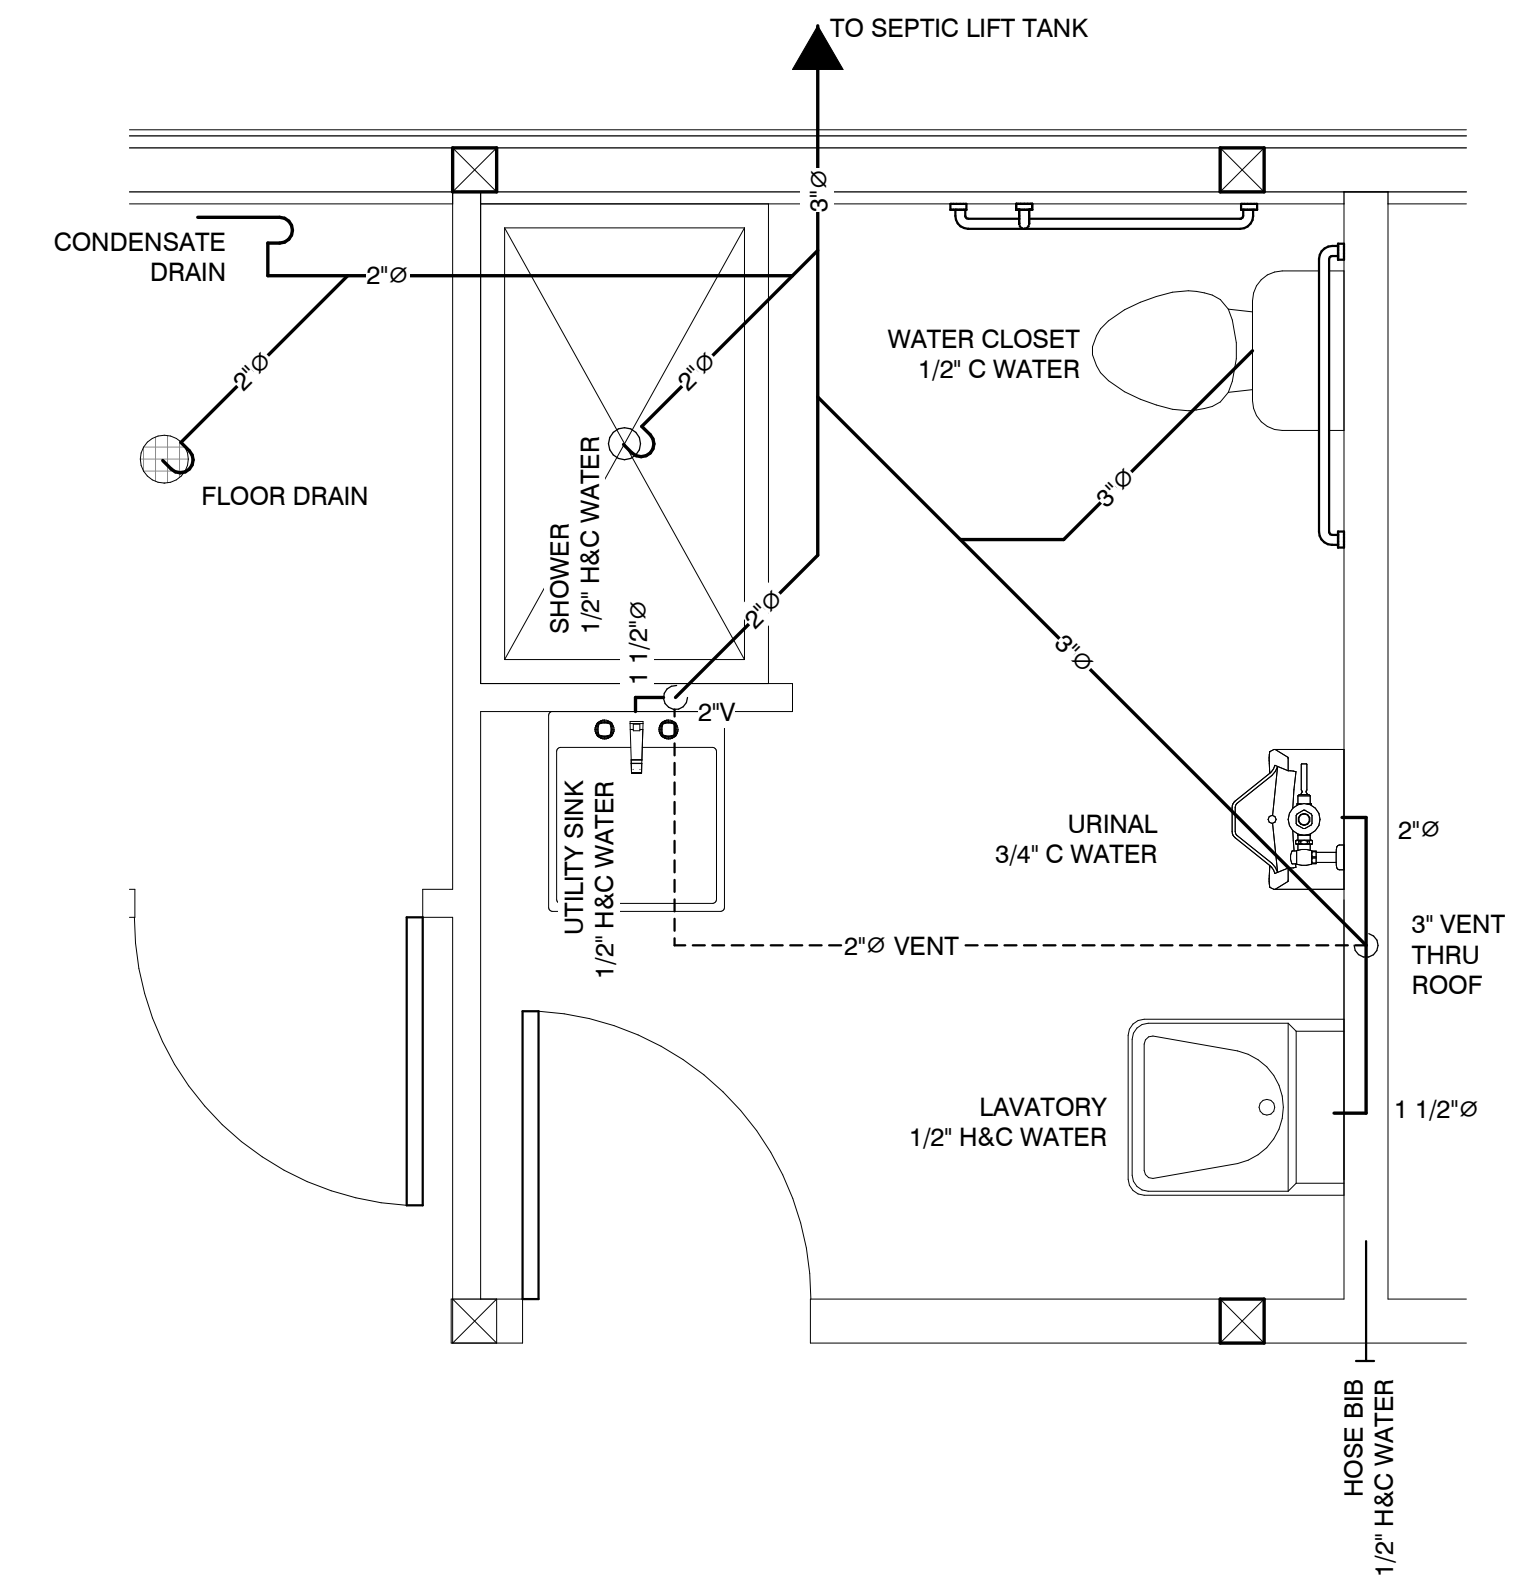 TO SEPTIC LIFT TANK
3"Ø
CONDENSATE
DRAIN
2"Ø
2"Ø
2"Ø
FLOOR DRAIN
WATER CLOSET
1/2" C WATER
3"Ø
SHOWER
1/2" H&C WATER
1 1/2"Ø
2"Ø
3"Ø
2"V
UTILITY SINK
1/2" H&C WATER
URINAL
3/4" C WATER
2"Ø
2"Ø VENT
3" VENT
THRU
ROOF
LAVATORY
1/2" H&C WATER
1 1/2"Ø
HOSE BIB
1/2" H&C WATER